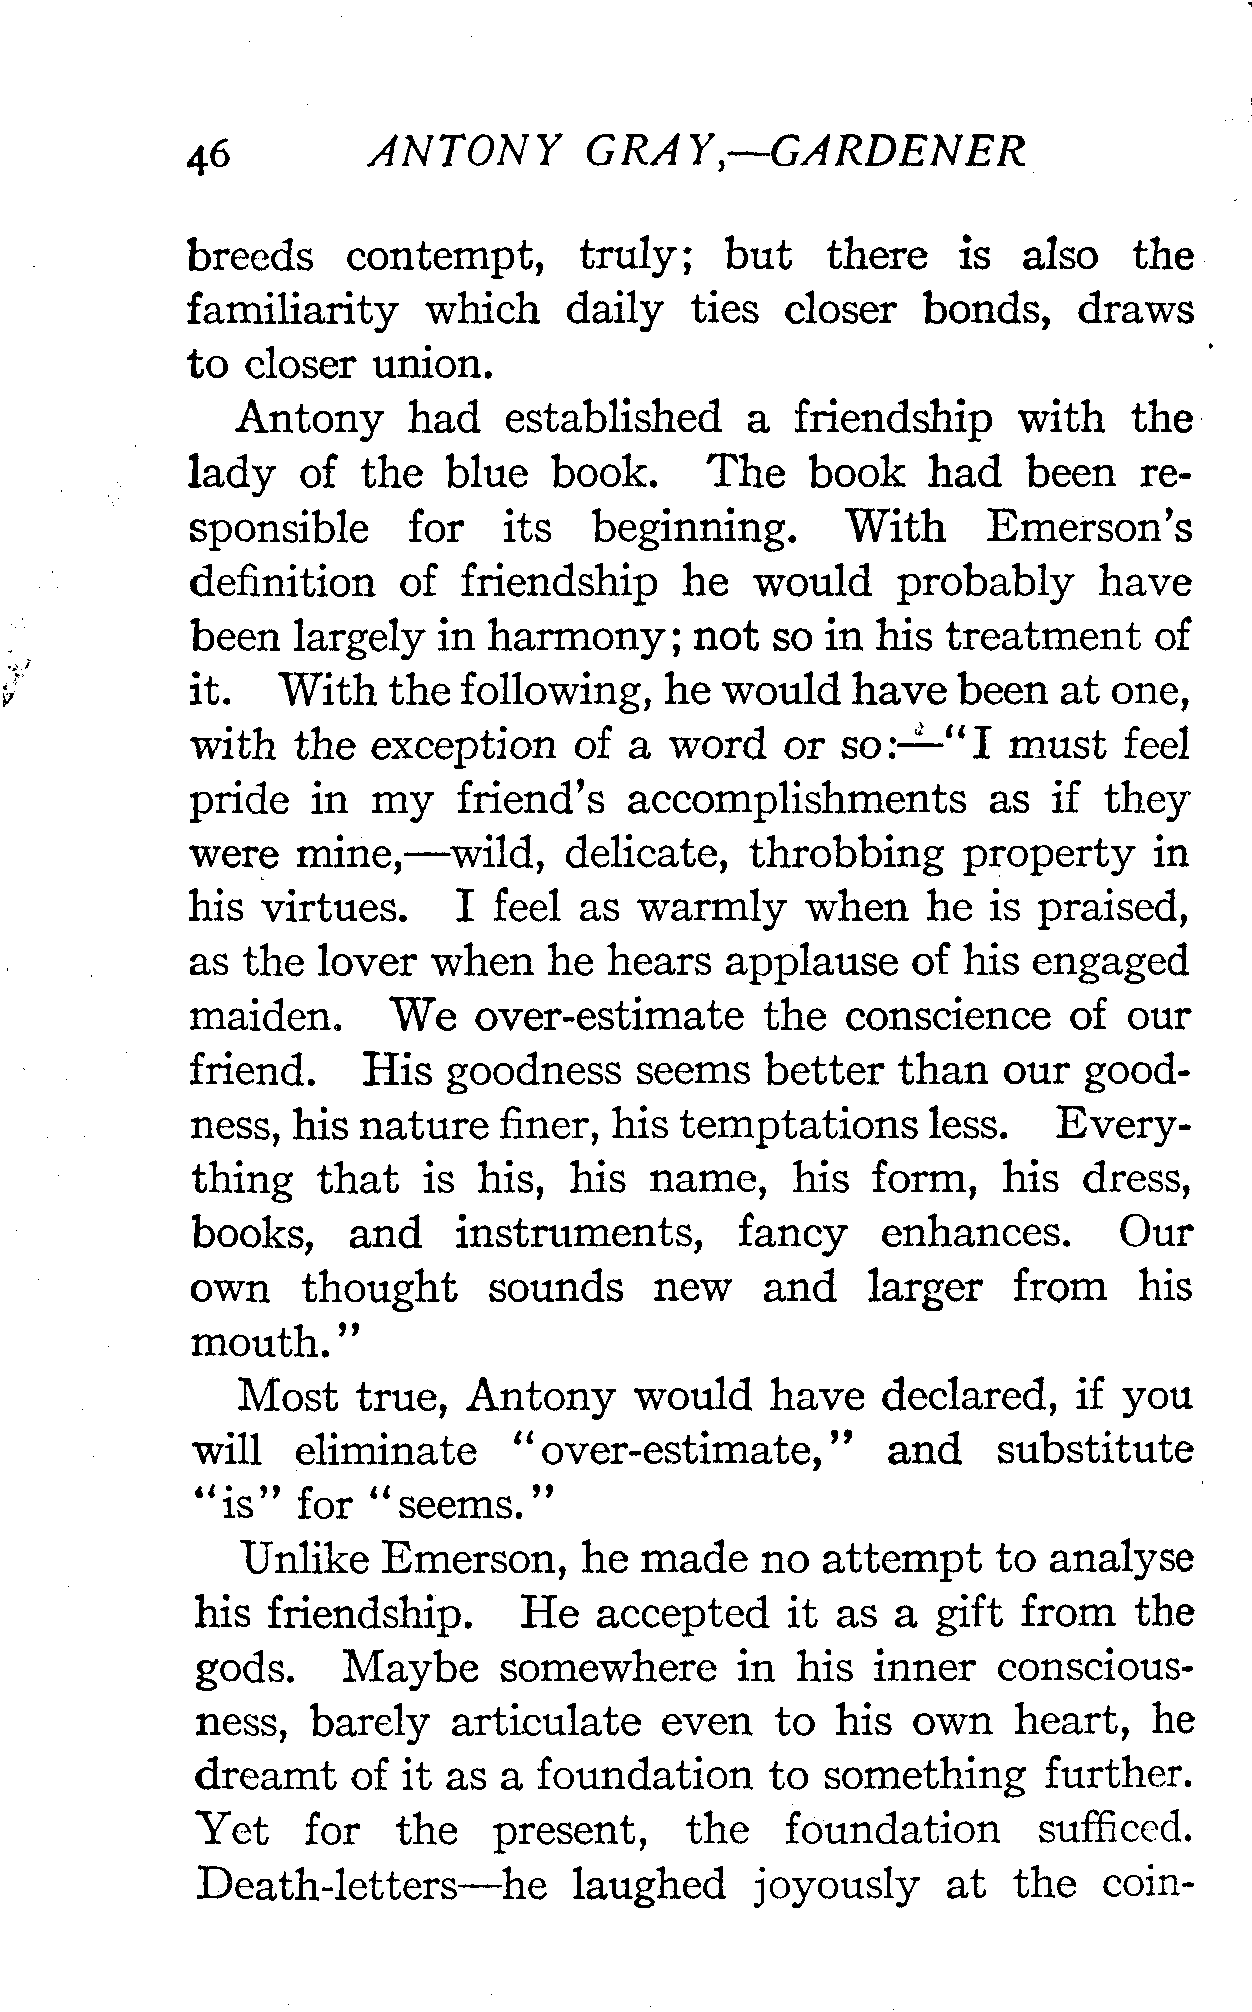 46 ANTONY GRAY,—GARDENER
breeds contempt, truly; but there is also the
familiarity which daily ties closer bonds, draws
to closer union.
Antony had established a friendship with the
lady of the blue book. The book had been re-
sponsible for its beginning. With Emerson's
definition of friendship he would probably have
been largely in harmony; not so in his treatment of
it. With the following, he would have been at one,
with the exception of a word or so:—"I must feel
pride in my friend's accomplishments as if they
were mine,—wild, delicate, throbbing property in
his virtues. I feel as warmly when he is praised,
as the lover when he hears applause of his engaged
maiden. We over-estimate the conscience of our
friend. His goodness seems better than our good-
ness, his nature finer, his temptations less. Every-
thing that is his, his name, his form, his dress,
books, and instruments, fancy enhances. Our
own thought sounds new and larger from his
mouth."
Most true, Antony would have declared, if you
will eliminate "over-estimate," and substitute
"is" for "seems."
Unlike Emerson, he made no attempt to analyse
his friendship. He accepted it as a gift from the
gods. Maybe somewhere in his inner conscious-
ness, barely articulate even to his own heart, he
dreamt of it as a foundation to something further.
Yet for the present, the foundation sufficed.
Death-letters—he laughed joyously at the coin-